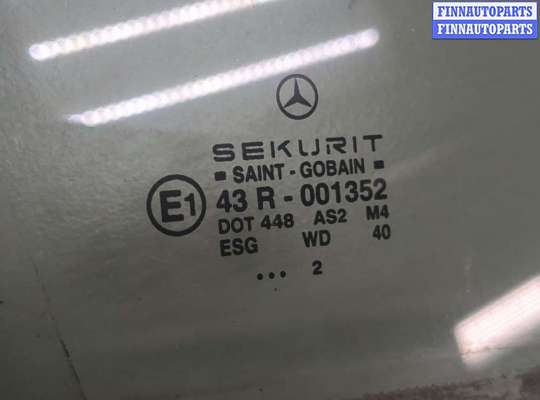 FINNAUTOPARTS
FINNAUTOPARTS
SEKURIT
▪ SAINT-GOBAIN ▪
E1 43 R - 001352
DOT 448 AS2 M4
ESG WD 40
... 2